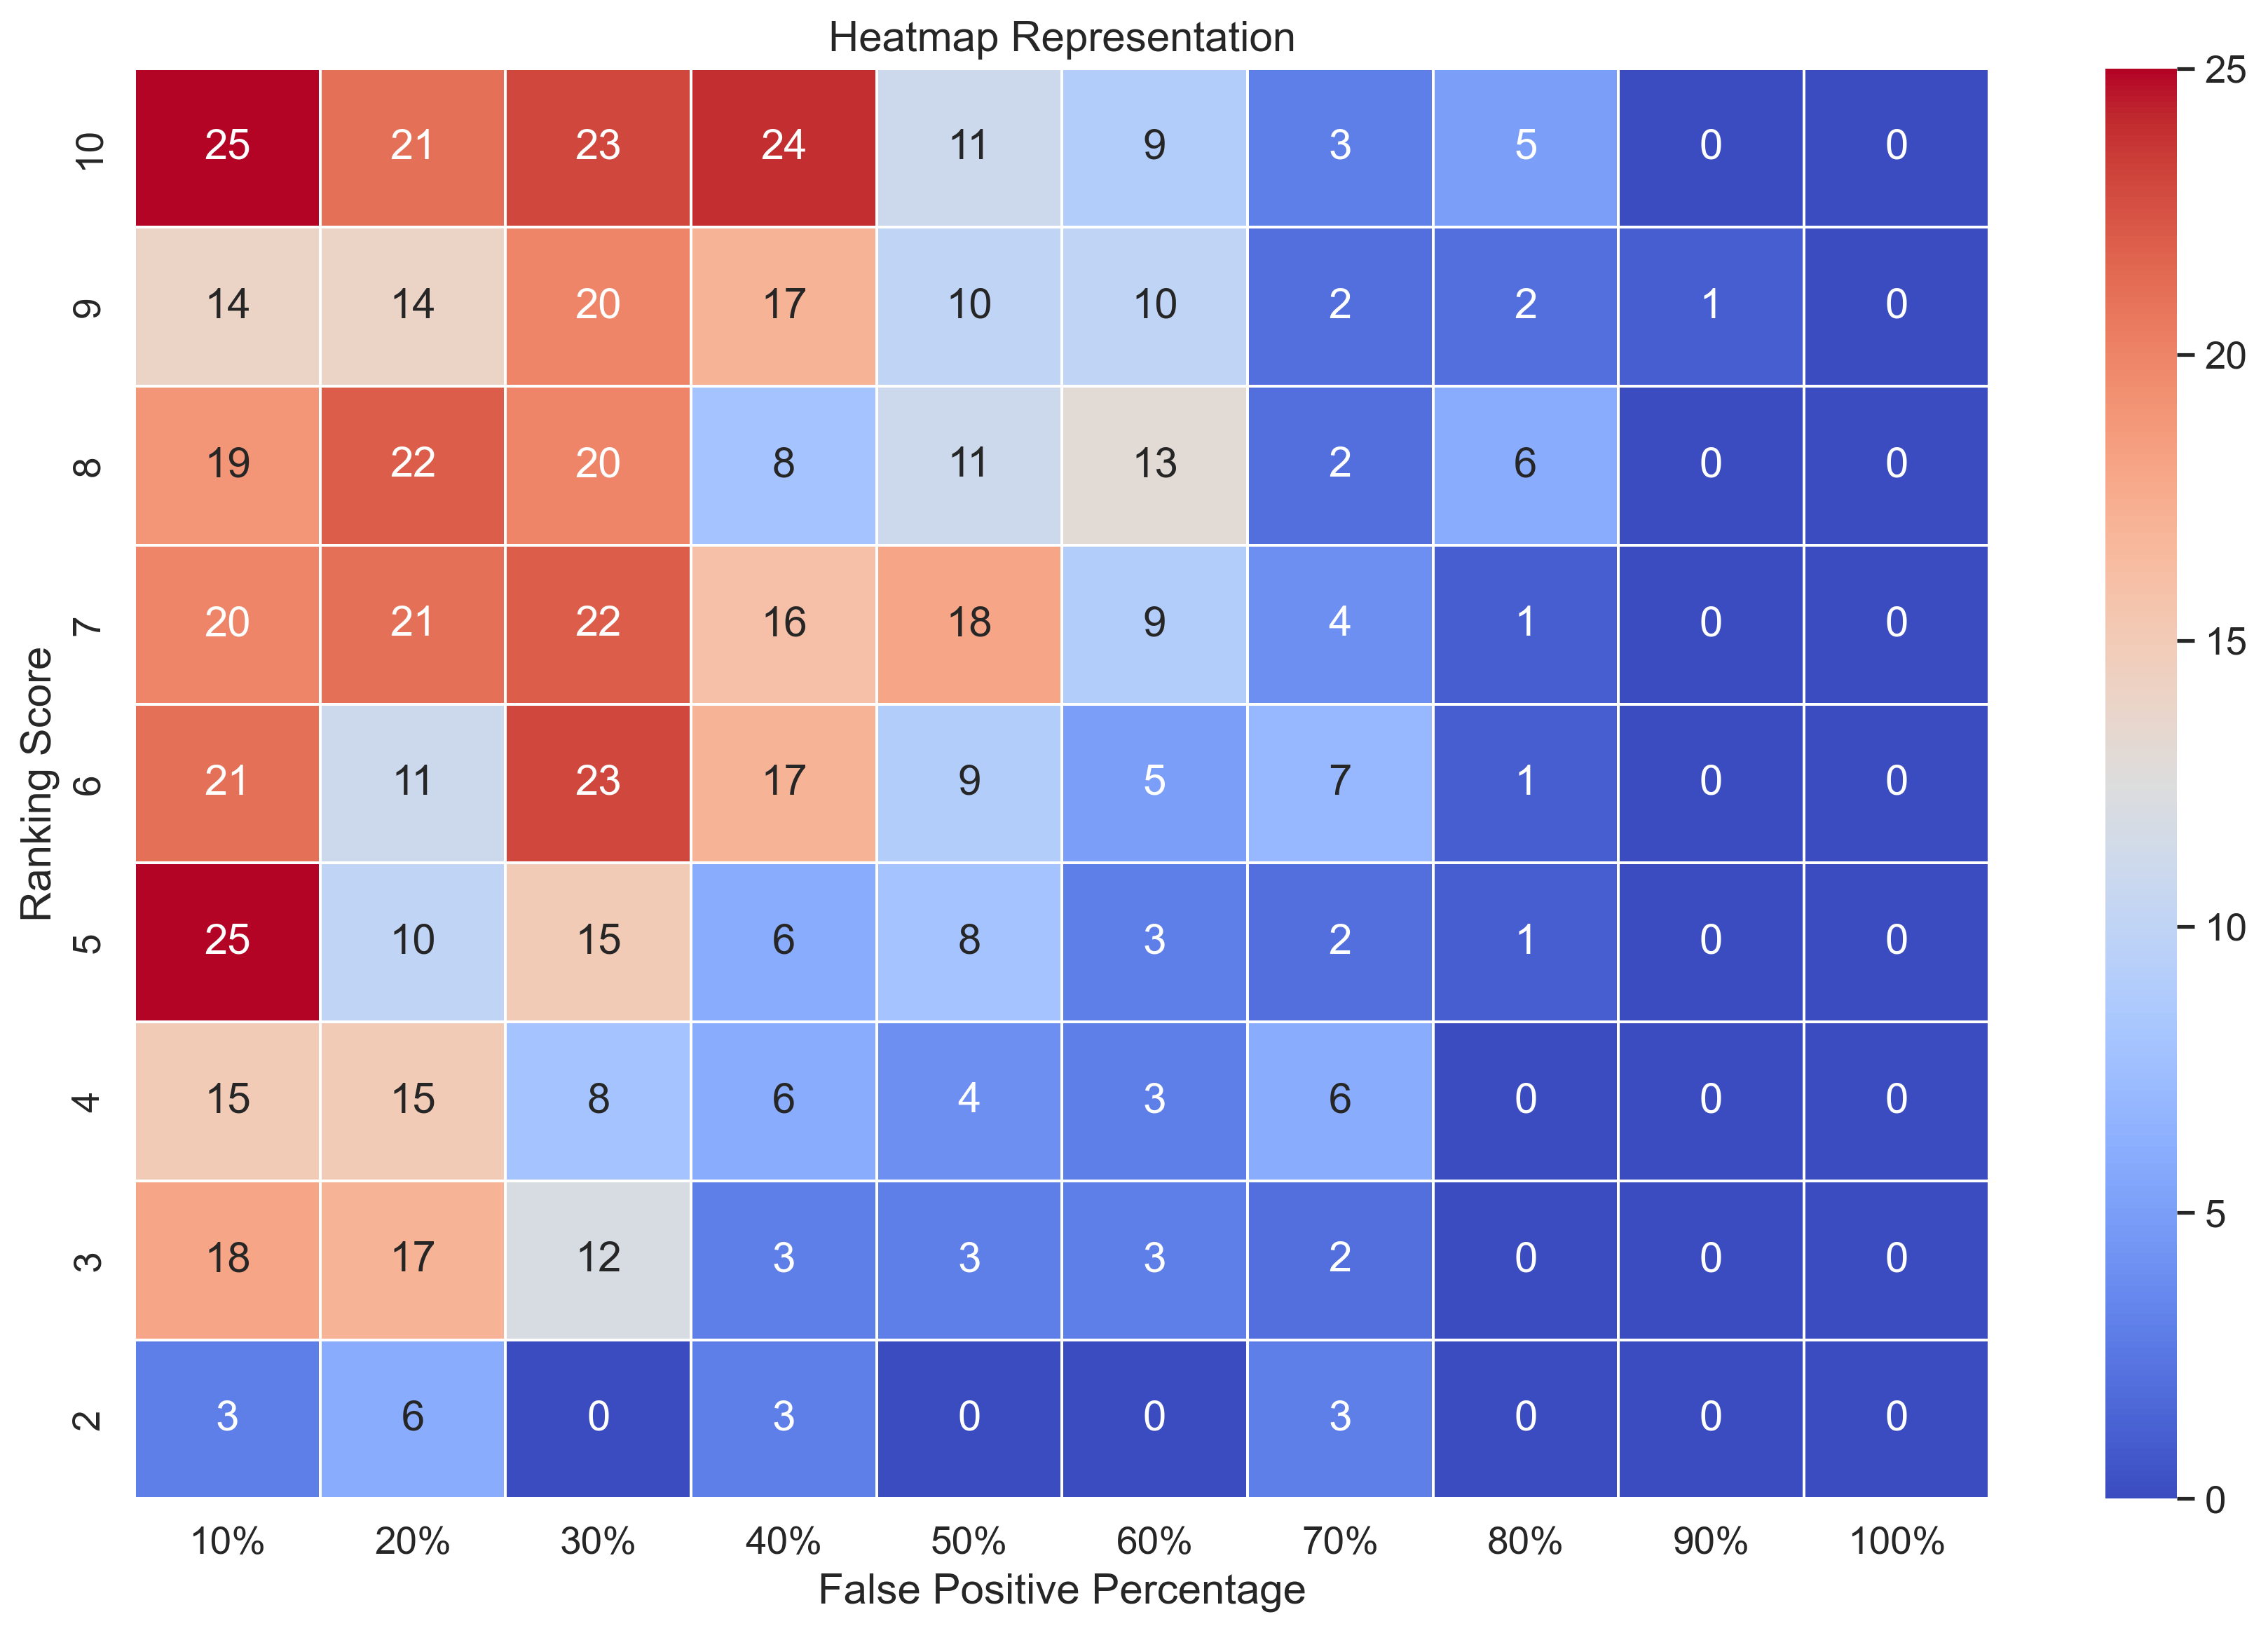 Heatmap Representation
10 25 21 23 24 11 9 3 5 0 0
9 14 14 20 17 10 10 2 2 1 0
8 19 22 20 8 11 13 2 6 0 0
7 20 21 22 16 18 9 4 1 0 0
6 21 11 23 17 9 5 7 1 0 0
5 25 10 15 6 8 3 2 1 0 0
4 15 15 8 6 4 3 6 0 0 0
3 18 17 12 3 3 3 2 0 0 0
2 3 6 0 3 0 0 3 0 0 0
10% 20% 30% 40% 50% 60% 70% 80% 90% 100%
False Positive Percentage
Ranking Score
25
20
15
10
5
0